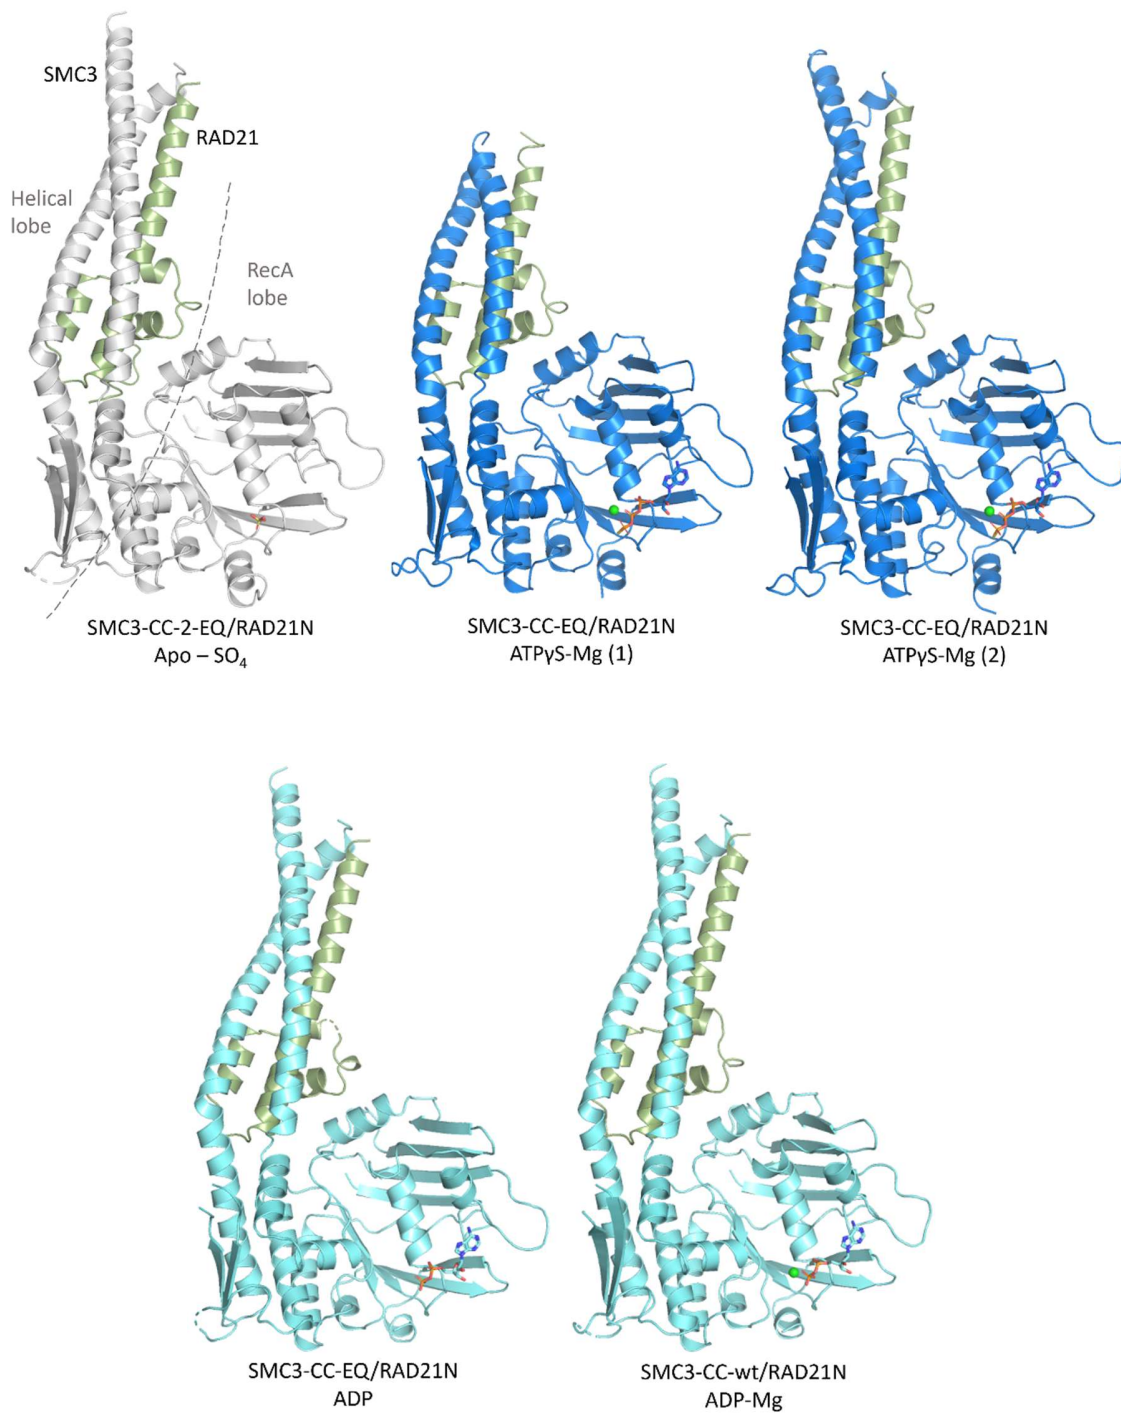 SMC3
RAD21
Helical
lobe
RecA
lobe
SMC3-CC-2-EQ/RAD21N
Apo – SO₄
SMC3-CC-EQ/RAD21N
ATPγS-Mg (1)
SMC3-CC-EQ/RAD21N
ATPγS-Mg (2)
SMC3-CC-EQ/RAD21N
ADP
SMC3-CC-wt/RAD21N
ADP-Mg